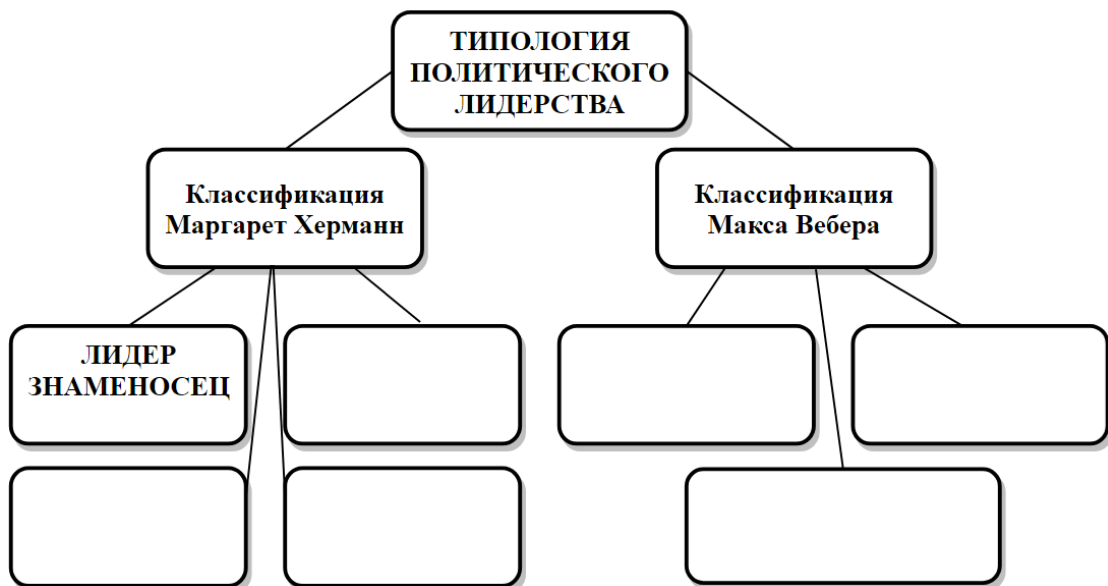 ТИПОЛОГИЯ
ПОЛИТИЧЕСКОГО
ЛИДЕРСТВА
Классификация
Маргарет Херманн
Классификация
Макса Вебера
ЛИДЕР
ЗНАМЕНОСЕЦ